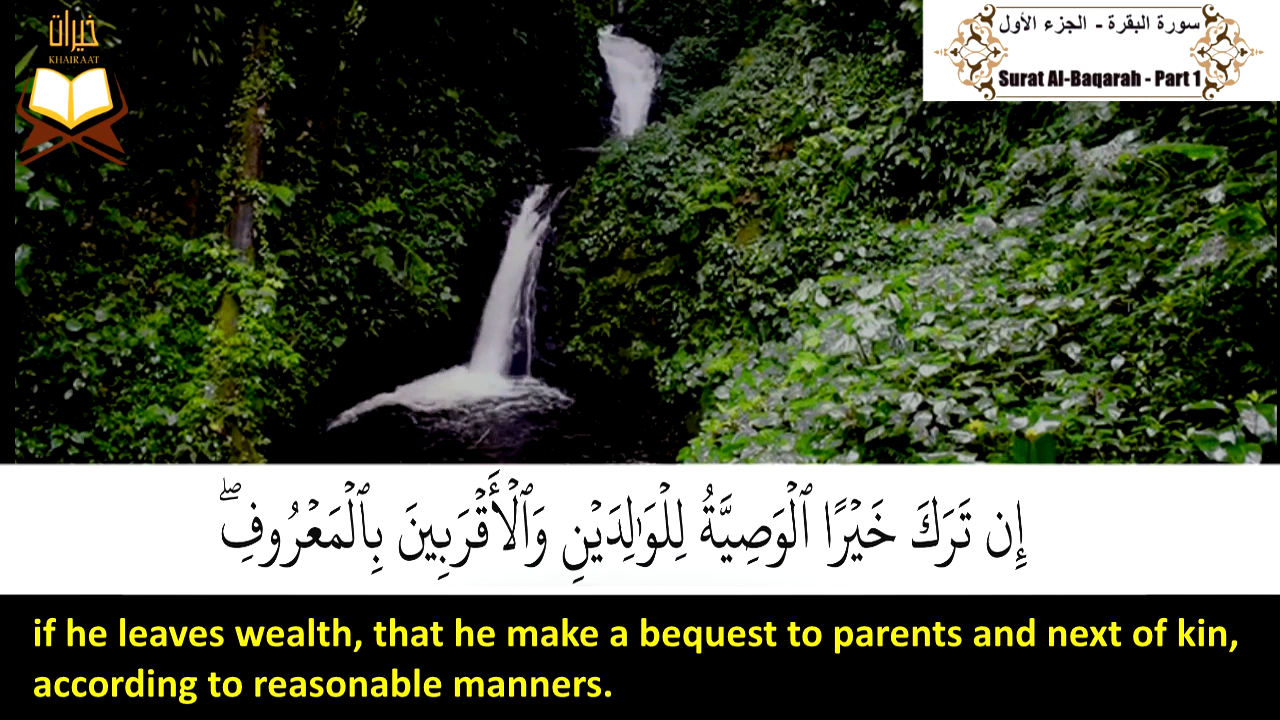 خيرات
KHAIRAAT
سورة البقرة - الجزء الأول
Surat Al-Baqarah - Part 1
إِن تَرَكَ خَيْرًا ٱلْوَصِيَّةُ لِلْوَٰلِدَيْنِ وَٱلْأَقْرَبِينَ بِٱلْمَعْرُوفِ ۖ
if he leaves wealth, that he make a bequest to parents and next of kin,
according to reasonable manners.